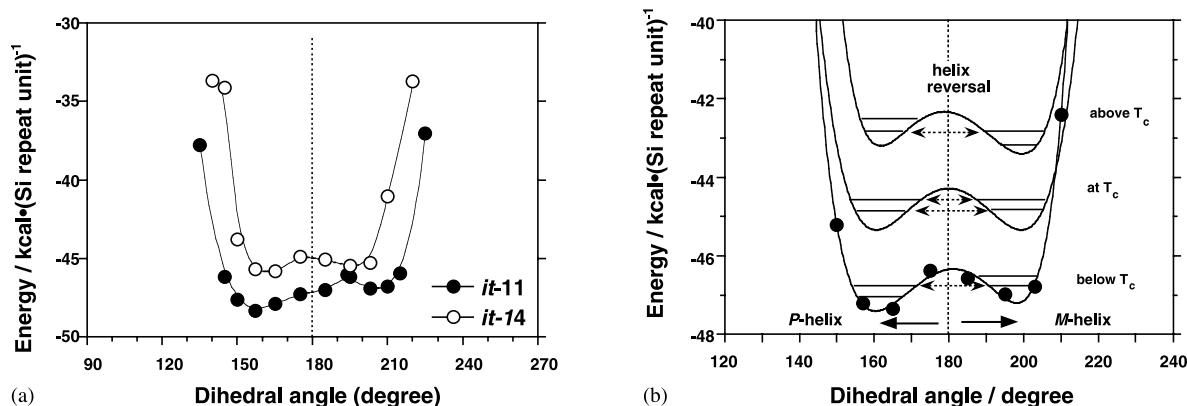 Energy / kcal•(Si repeat unit)-1
-30
-35
-40
-45
-50
90
120
150
180
210
240
270
Dihedral angle (degree)
it-11
it-14
(a)
Energy / kcal•(Si repeat unit)-1
-40
-42
-44
-46
-48
120
140
160
180
200
220
240
Dihedral angle / degree
helix
reversal
above Tc
at Tc
below Tc
P-helix
M-helix
(b)